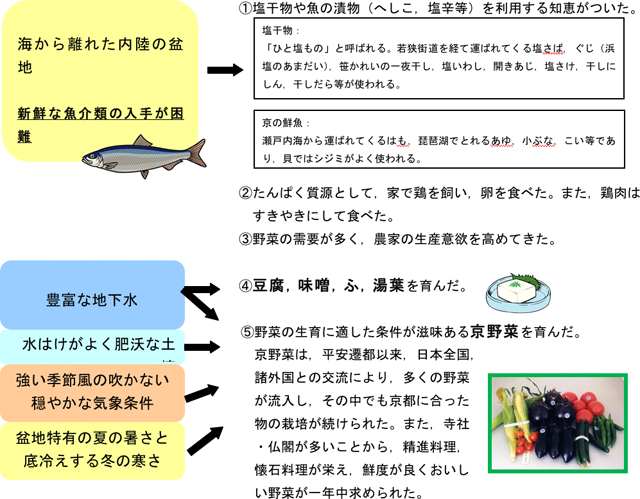 海から離れた内陸の盆
地
新鮮な魚介類の入手が困
難
①塩干物や魚の漬物（へしこ，塩辛等）を利用する知恵がついた。
塩干物：
「ひと塩もの」と呼ばれる。若狭街道を経て運ばれてくる塩さば，ぐじ（浜
塩のあまだい），笹かれいの一夜干し，塩いわし，開きあじ，塩さけ，干しに
しん，干しだら等が使われる。
京の鮮魚：
瀬戸内海から運ばれてくるはも，琵琶湖でとれるあゆ，小ぶな，こい等であ
り，貝ではシジミがよく使われる。
②たんぱく質源として，家で鶏を飼い，卵を食べた。また，鶏肉は
すきやきにして食べた。
③野菜の需要が多く，農家の生産意欲を高めてきた。
豊富な地下水
④豆腐，味噌，ふ，湯葉を育んだ。
水はけがよく肥沃な土
強い季節風の吹かない
穏やかな気象条件
盆地特有の夏の暑さと
底冷えする冬の寒さ
⑤野菜の生育に適した条件が滋味ある京野菜を育んだ。
京野菜は，平安遷都以来，日本全国，
諸外国との交流により，多くの野菜
が流入し，その中でも京都に合った
物の栽培が続けられた。また，寺社
・仏閣が多いことから，精進料理，
懐石料理が栄え，鮮度が良くおいし
い野菜が一年中求められた。